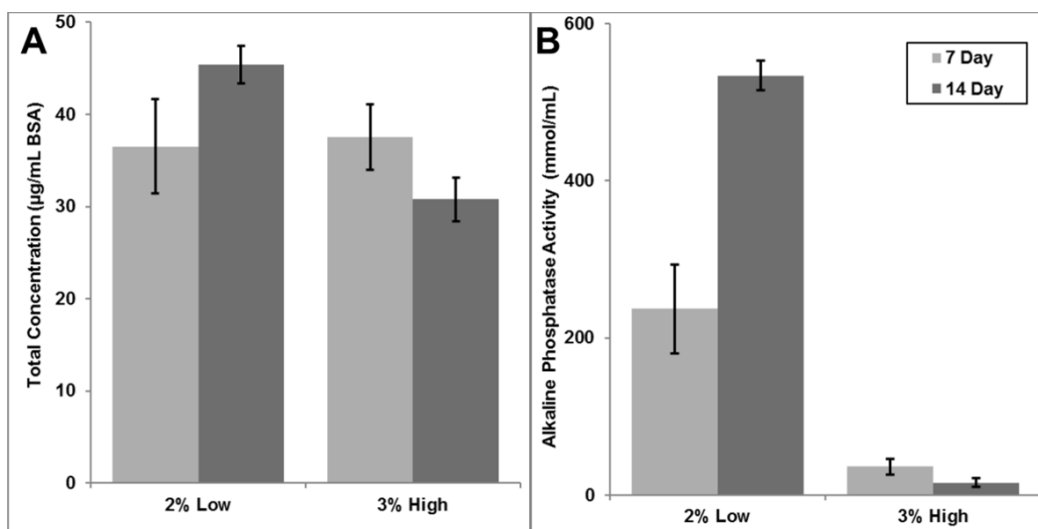 A
Total Concentration (µg/mL BSA)
50
40
30
20
10
0
2% Low
3% High
B
Alkaline Phosphatase Activity (mmol/mL)
600
400
200
0
2% Low
3% High
7 Day
14 Day